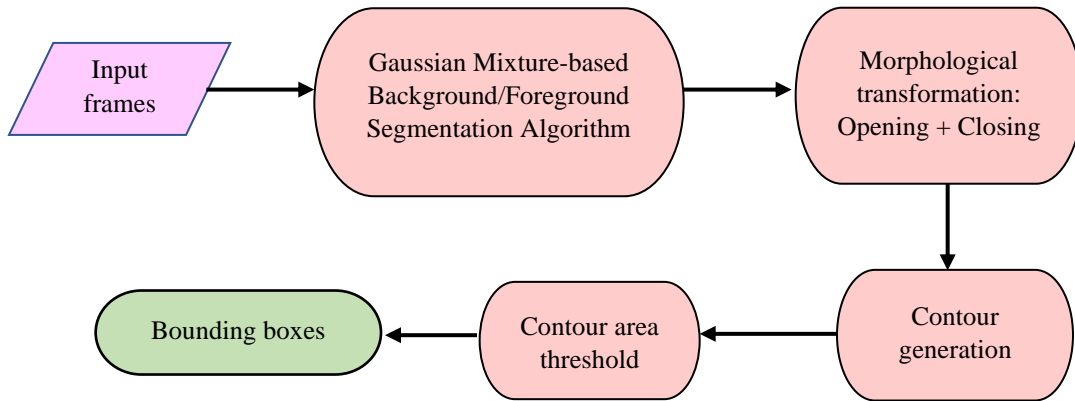 Input
frames
Gaussian Mixture-based
Background/Foreground
Segmentation Algorithm
Morphological
transformation:
Opening + Closing
Contour
generation
Contour area
threshold
Bounding boxes